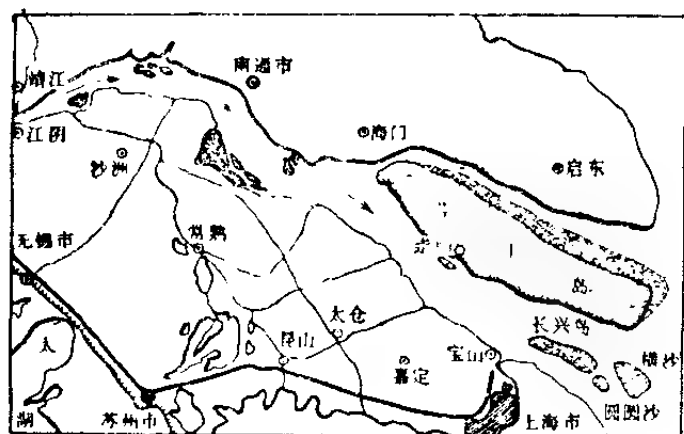 南通市
靖江
海门
江阴
沙洲
启东
常熟
无锡市
岛
太仓
长兴岛
昆山
宝山
横沙
嘉定
太
湖
苏州市
上海市
圆圆沙